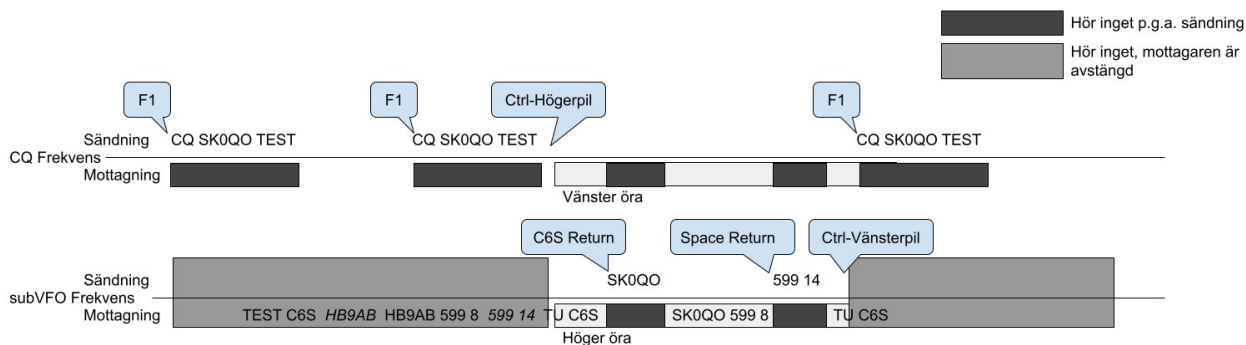 Hör inget p.g.a. sändning
Hör inget, mottagaren är
avstängd
F1
F1
Ctrl-Högerpil
F1
Sändning
CQ SK0QO TEST
CQ SK0QO TEST
CQ SK0QO TEST
CQ Frekvens
Mottagning
Vänster öra
C6S Return
Space Return
Ctrl-Vänsterpil
Sändning
SK0QO
599 14
subVFO Frekvens
Mottagning
TEST C6S HB9AB HB9AB 599 8 599 14 TU C6S
SK0QO 599 8
TU C6S
Höger öra